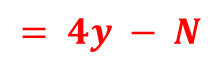 = 4y − N